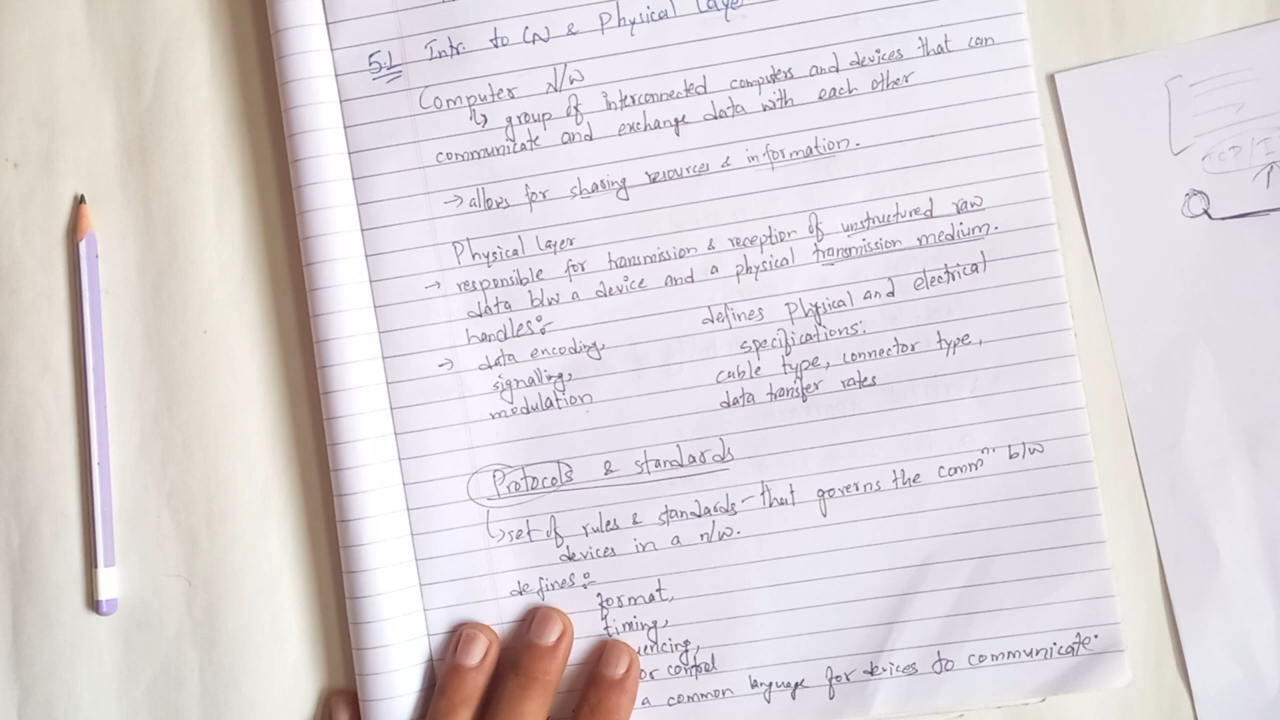 5.1 Intr. to CN & Physical Layer
Computer N/w
↳ group of interconnected computers and devices that can
communicate and exchange data with each other
→ allows for sharing resources & information.
Physical layer
→ responsible for transmission & reception of unstructured raw
data b/w a device and a physical transmission medium.
handles:
→ data encoding,
signalling,
modulation
defines Physical and electrical
specifications:
cable type, connector type,
data transfer rates
Protocols & standards
↳ set of rules & standards - that governs the commⁿ b/w
devices in a n/w.
defines:
format,
timing,
uencing,
or control
a common language for devices to communicate.
TCP/I